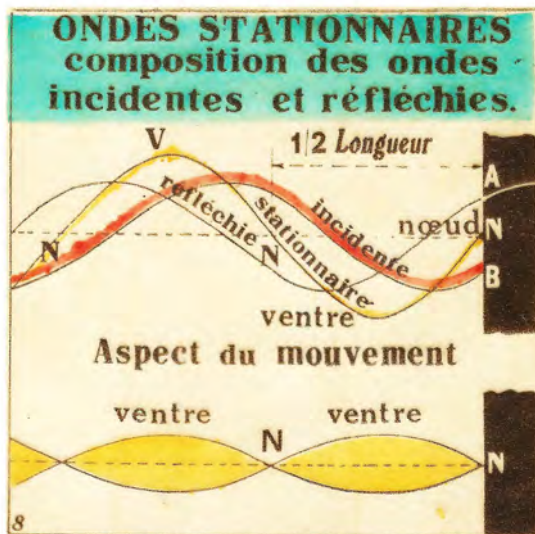 ONDES STATIONNAIRES
composition des ondes
incidentes et réfléchies.
V
1/2 Longueur
A
réfléchie
stationnaire
incidente
nœud
N
N
N
B
ventre
Aspect du mouvement
ventre
ventre
N
N
8